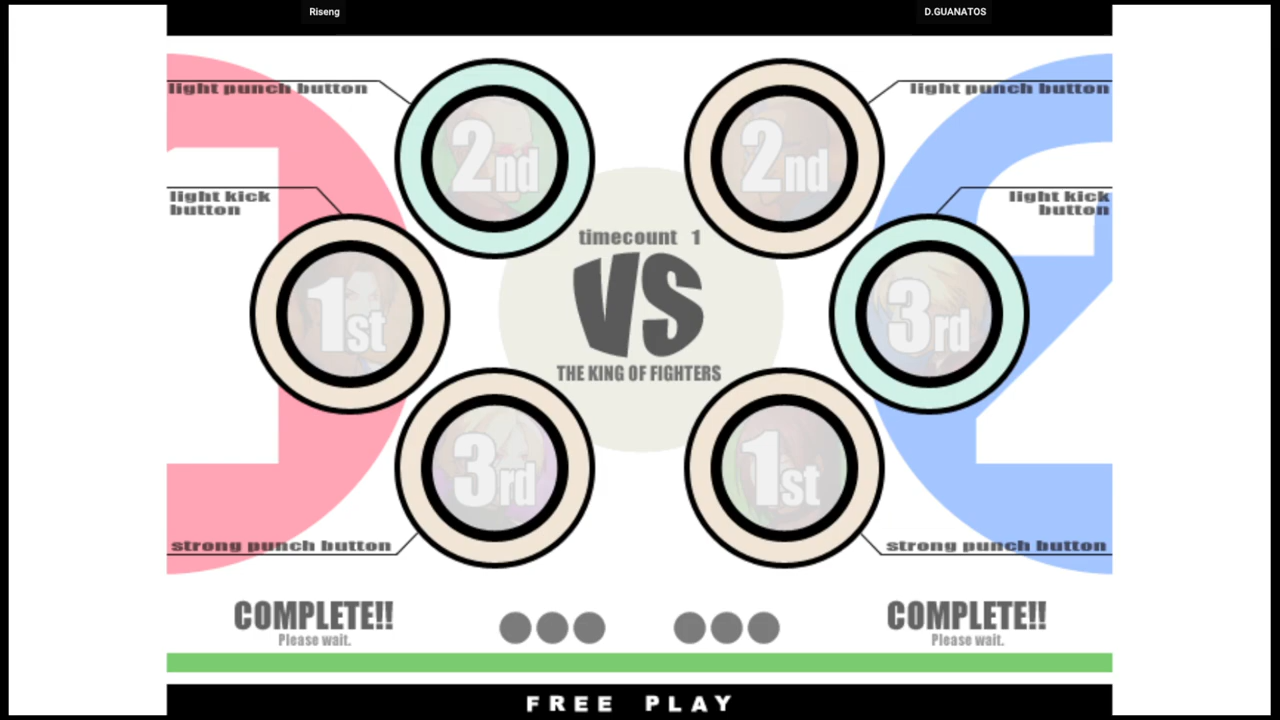 Riseng
D.GUANATOS
light punch button
light punch button
2nd
2nd
light kick
button
light kick
button
timecount 1
VS
THE KING OF FIGHTERS
1st
3rd
3rd
1st
strong punch button
strong punch button
COMPLETE!!
Please wait.
COMPLETE!!
Please wait.
FREE PLAY